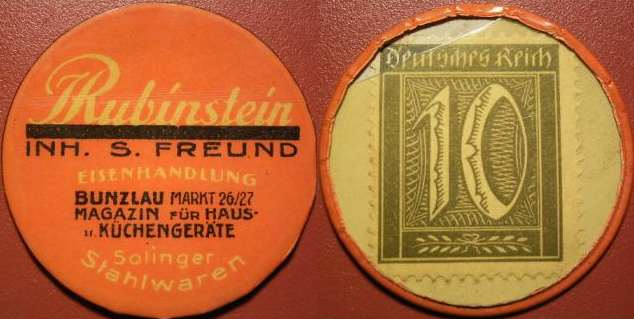 Rubinstein
INH. S. FREUND
EISENHANDLUNG
BUNZLAU MARKT 26/27
MAGAZIN FÜR HAUS-
u. KÜCHENGERÄTE
Solinger
Stahlwaren
Deutsches Reich
10